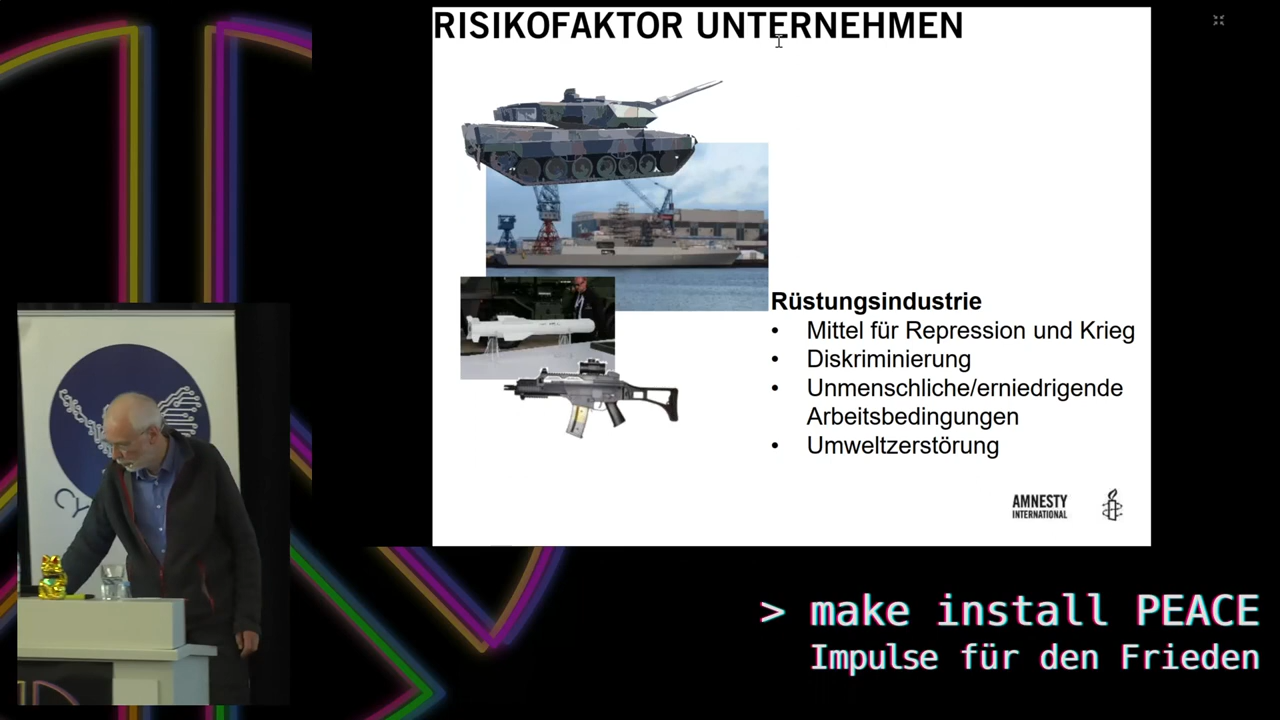 RISIKOFAKTOR UNTERNEHMEN
Rüstungsindustrie
• Mittel für Repression und Krieg
• Diskriminierung
• Unmenschliche/erniedrigende
Arbeitsbedingungen
• Umweltzerstörung
AMNESTY
INTERNATIONAL
CY
> make install PEACE
Impulse für den Frieden